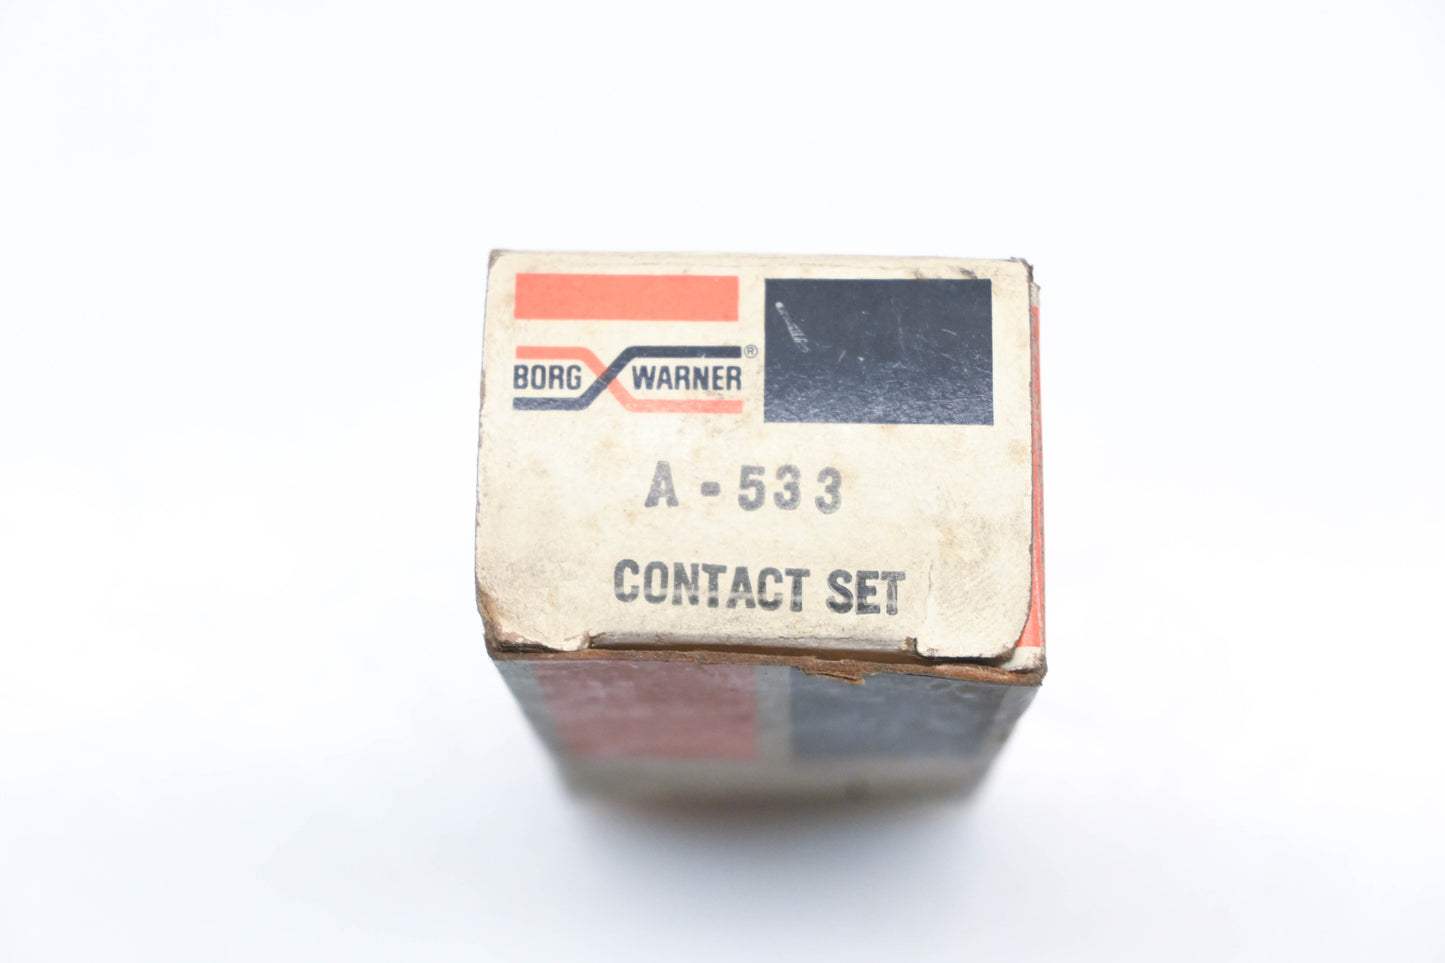 BORG WARNER®
A-533
CONTACT SET